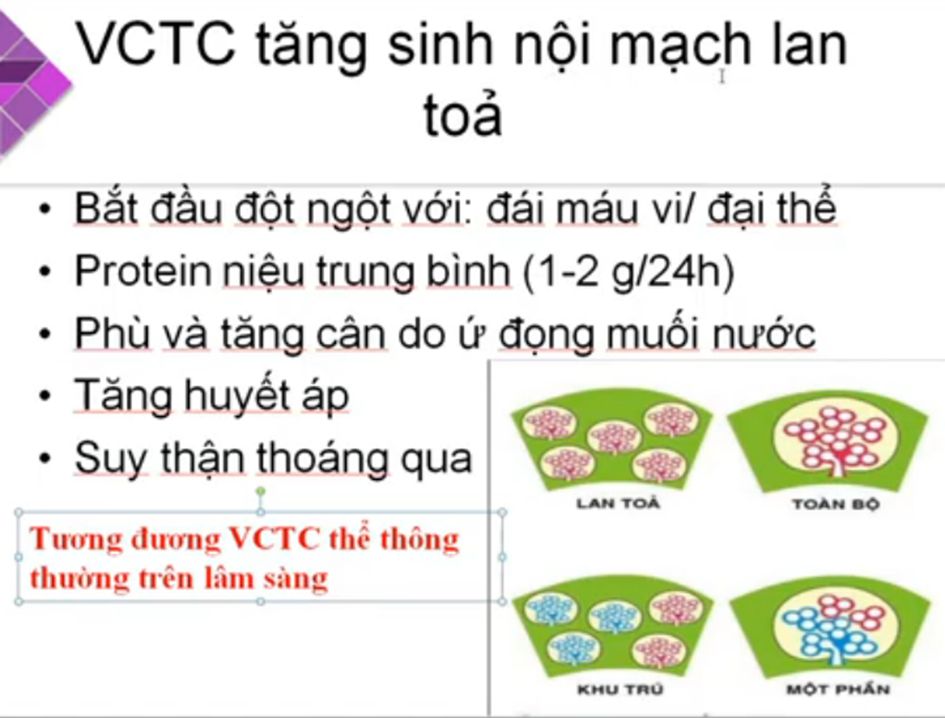 VCTC tăng sinh nội mạch lan
toả
• Bắt đầu đột ngột với: đái máu vi/ đại thể
• Protein niệu trung bình (1-2 g/24h)
• Phù và tăng cân do ứ đọng muối nước
• Tăng huyết áp
• Suy thận thoáng qua
Tương đương VCTC thể thông
thường trên lâm sàng
LAN TOẢ
TOÀN BỘ
KHU TRÚ
MỘT PHẦN